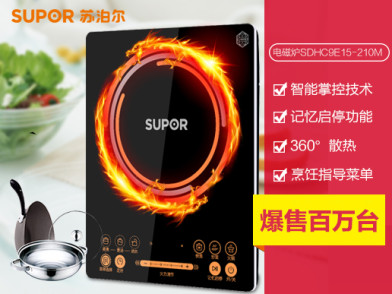 SUPOR 苏泊尔
电磁炉SDHC9E15-210M
智能掌控技术
记忆启停功能
360° 散热
烹饪指导菜单
爆售百万台
SUPOR